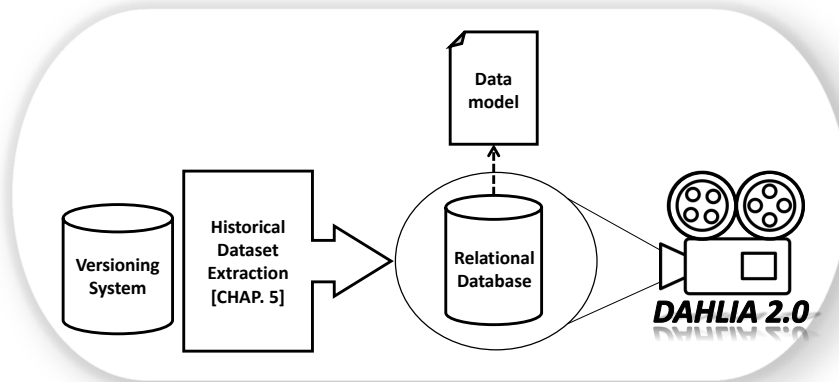 Data
model
Versioning
System
Historical
Dataset
Extraction
[CHAP. 5]
Relational
Database
DAHLIA 2.0